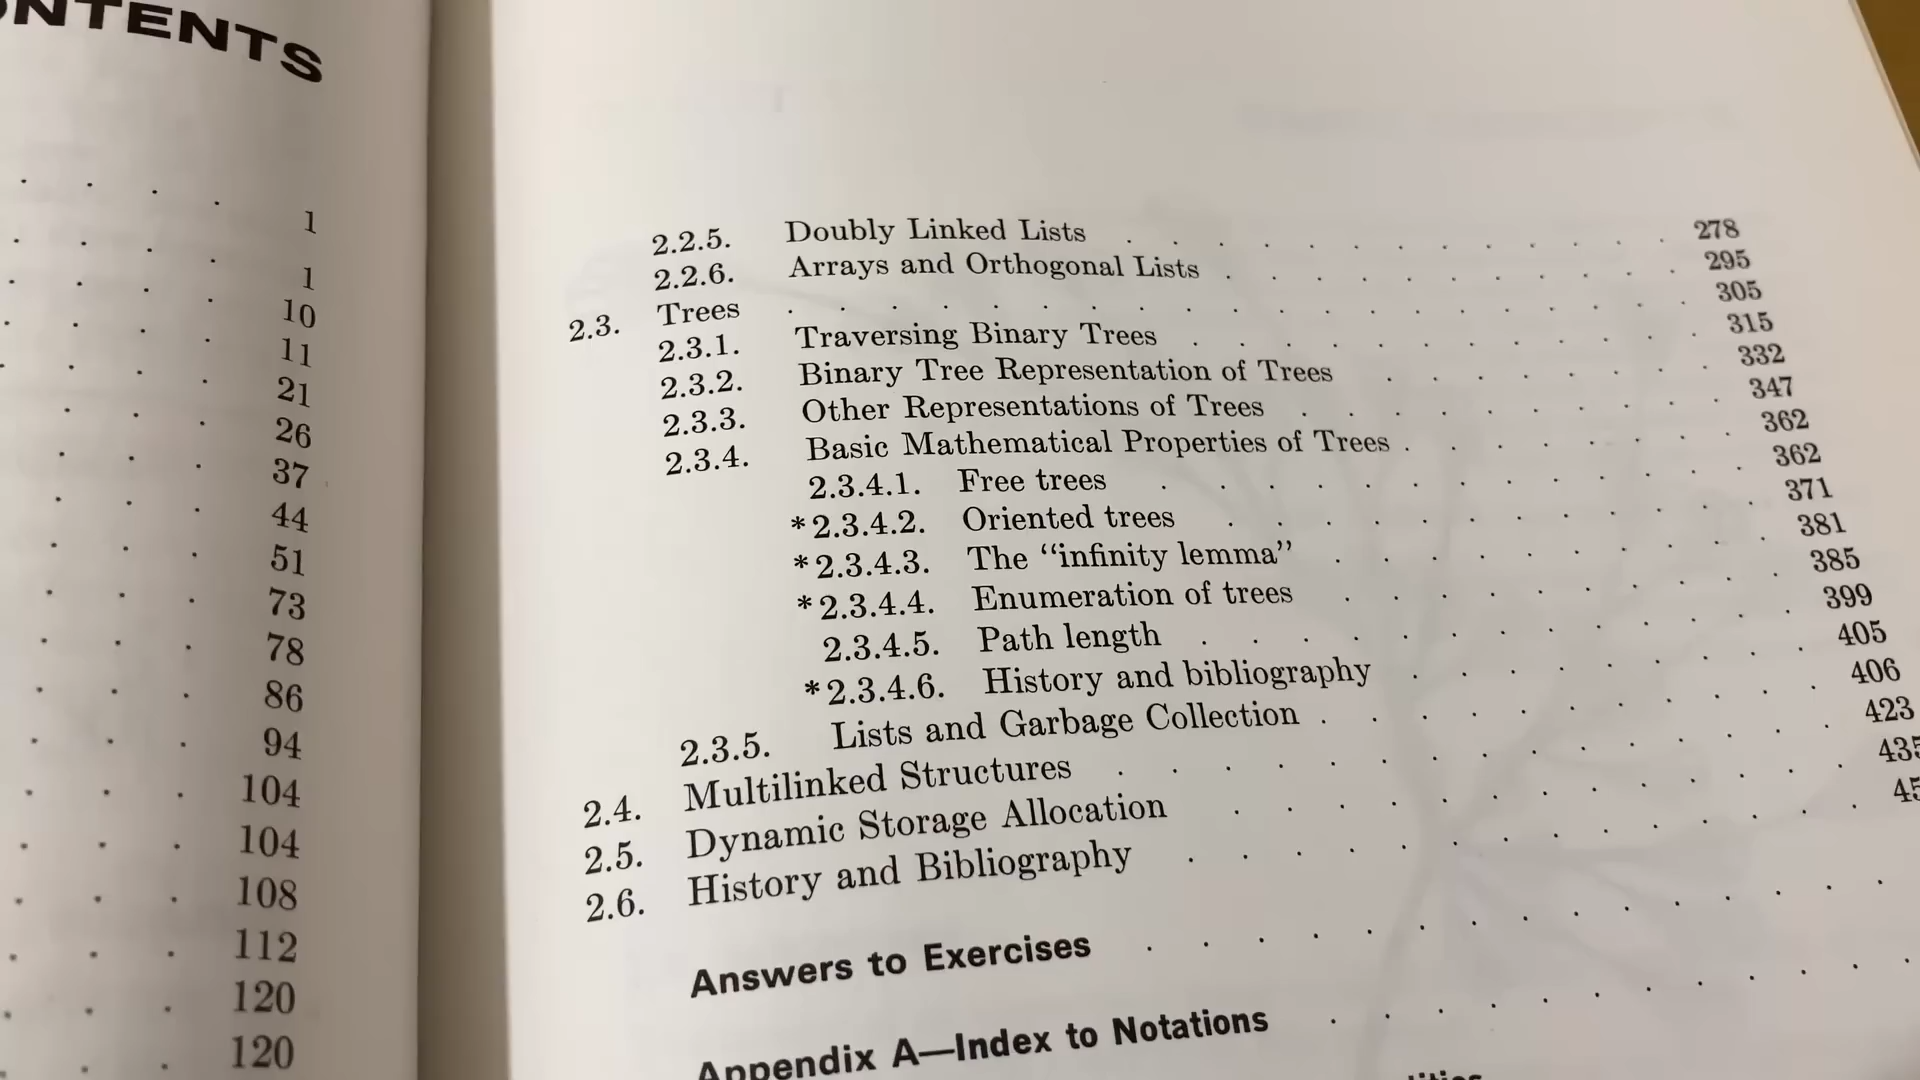 ONTENTS
1
1
10
11
21
26
37
44
51
73
78
86
94
104
104
108
112
120
120
2.2.5. Doubly Linked Lists . . . . . . . . . . . . 278
2.2.6. Arrays and Orthogonal Lists . . . . . . . . . . 295
2.3. Trees . . . . . . . . . . . . . . . . . . 305
2.3.1. Traversing Binary Trees . . . . . . . . . . . 315
2.3.2. Binary Tree Representation of Trees . . . . . . . 332
2.3.3. Other Representations of Trees . . . . . . . . . 347
2.3.4. Basic Mathematical Properties of Trees . . . . . . . 362
2.3.4.1. Free trees . . . . . . . . . . . . 362
*2.3.4.2. Oriented trees . . . . . . . . . . . 371
*2.3.4.3. The “infinity lemma” . . . . . . . . . 381
*2.3.4.4. Enumeration of trees . . . . . . . . . 385
2.3.4.5. Path length . . . . . . . . . . . . 399
*2.3.4.6. History and bibliography . . . . . . . . 405
2.3.5. Lists and Garbage Collection . . . . . . . . . . 406
2.4. Multilinked Structures . . . . . . . . . . . . . . 423
2.5. Dynamic Storage Allocation . . . . . . . . . . . . 435
2.6. History and Bibliography . . . . . . . . . . . . .
Answers to Exercises . . . . . . . . . . . . . .
Appendix A—Index to Notations . . . . . . . . . . .